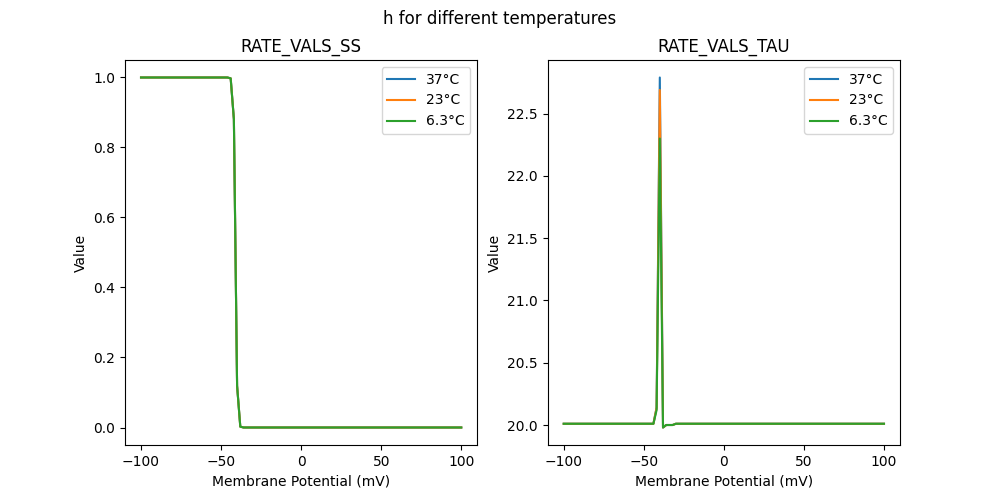 h for different temperatures
RATE_VALS_SS
1.0
0.8
0.6
0.4
0.2
0.0
Value
−100
−50
0
50
100
Membrane Potential (mV)
37°C
23°C
6.3°C
RATE_VALS_TAU
22.5
22.0
21.5
21.0
20.5
20.0
Value
−100
−50
0
50
100
Membrane Potential (mV)
37°C
23°C
6.3°C